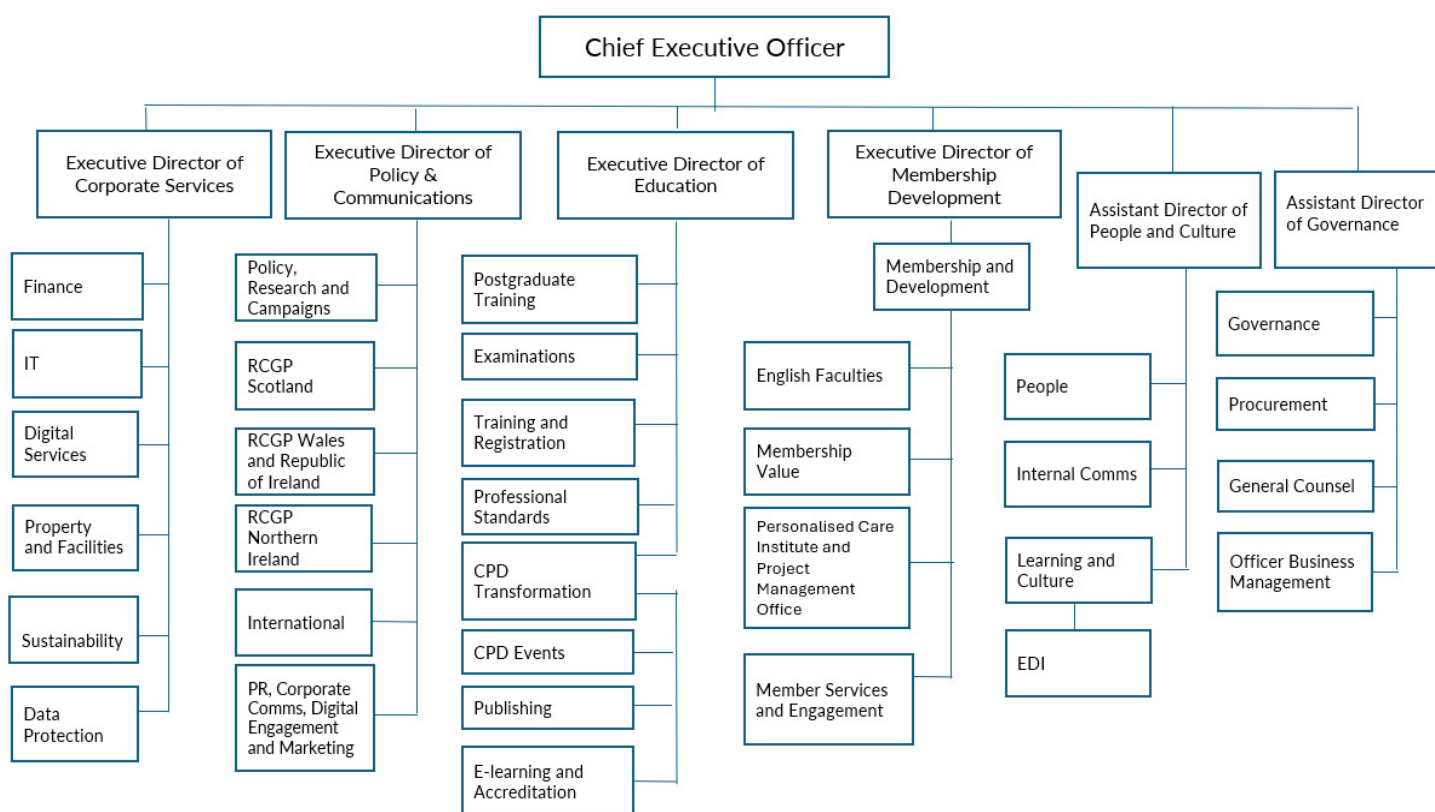 Chief Executive Officer
Executive Director of
Corporate Services
Executive Director of
Policy &
Communications
Executive Director of
Education
Executive Director of
Membership
Development
Assistant Director of
People and Culture
Assistant Director
of Governance
Finance
IT
Digital
Services
Property
and Facilities
Sustainability
Data
Protection
Policy,
Research and
Campaigns
RCGP
Scotland
RCGP Wales
and Republic
of Ireland
RCGP
Northern
Ireland
International
PR, Corporate
Comms, Digital
Engagement
and Marketing
Postgraduate
Training
Examinations
Training and
Registration
Professional
Standards
CPD
Transformation
CPD Events
Publishing
E-learning and
Accreditation
Membership and
Development
English Faculties
Membership
Value
Personalised Care
Institute and
Project
Management
Office
Member Services
and Engagement
People
Internal Comms
Learning and
Culture
EDI
Governance
Procurement
General Counsel
Officer Business
Management